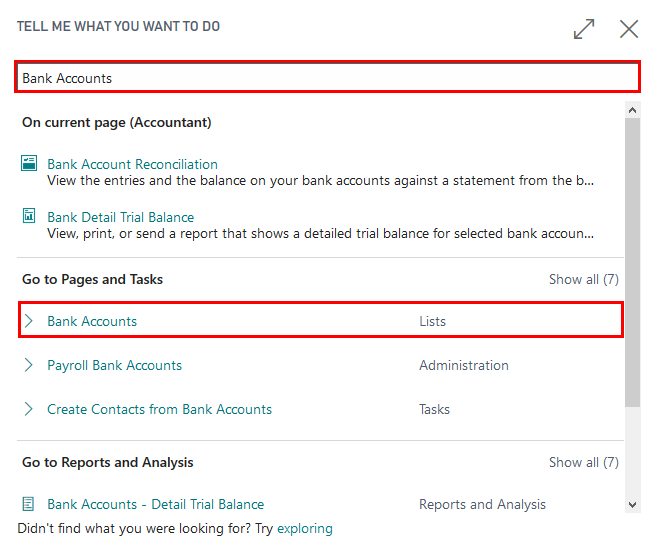 TELL ME WHAT YOU WANT TO DO
Bank Accounts
On current page (Accountant)
Bank Account Reconciliation
View the entries and the balance on your bank accounts against a statement from the b...
Bank Detail Trial Balance
View, print, or send a report that shows a detailed trial balance for selected bank accoun...
Go to Pages and Tasks Show all (7)
Bank Accounts Lists
Payroll Bank Accounts Administration
Create Contacts from Bank Accounts Tasks
Go to Reports and Analysis Show all (7)
Bank Accounts - Detail Trial Balance Reports and Analysis
Didn't find what you were looking for? Try exploring